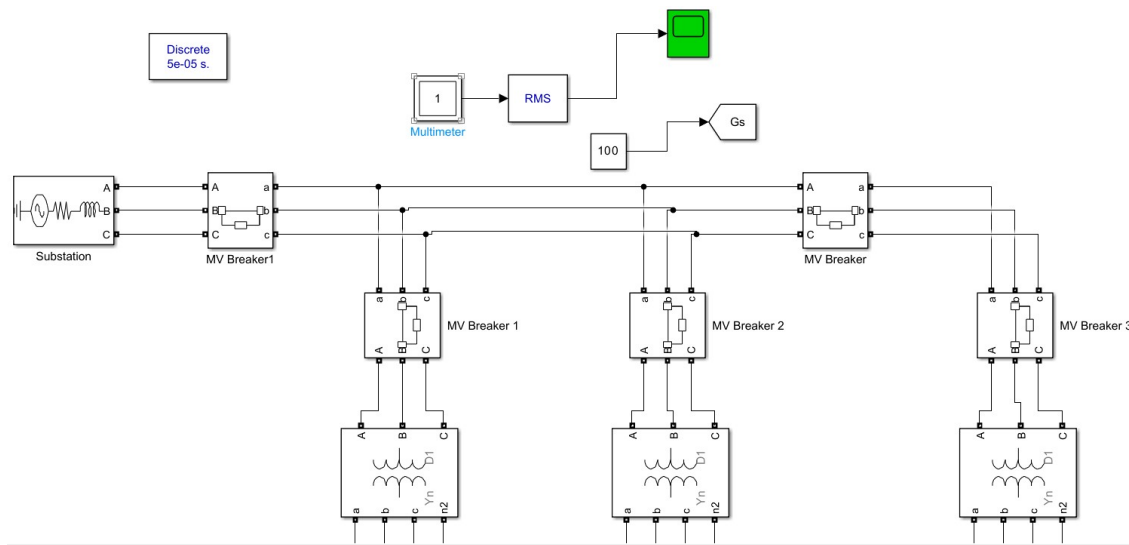 Discrete
5e-05 s.
1
RMS
Multimeter
100
Gs
A
B
C
Substation
A
B
C
a
b
c
MV Breaker1
A
B
C
a
b
c
MV Breaker
a
b
c
A
B
C
MV Breaker 1
a
b
c
A
B
C
MV Breaker 2
a
b
c
A
B
C
MV Breaker 3
A
B
C
D1
Yn
a
b
c
n2
A
B
C
D1
Yn
a
b
c
n2
A
B
C
D1
Yn
a
b
c
n2